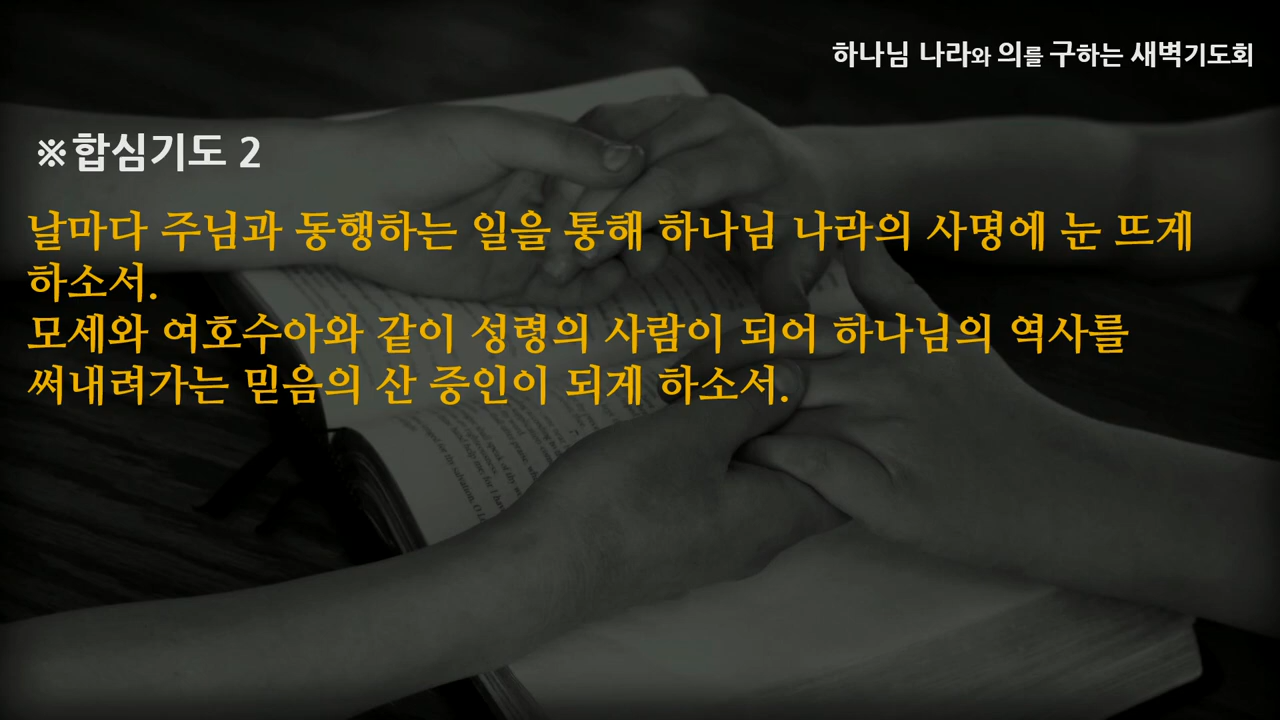 하나님 나라와 의를 구하는 새벽기도회
※합심기도 2
날마다 주님과 동행하는 일을 통해 하나님 나라의 사명에 눈 뜨게
하소서.
모세와 여호수아와 같이 성령의 사람이 되어 하나님의 역사를
써내려가는 믿음의 산 증인이 되게 하소서.